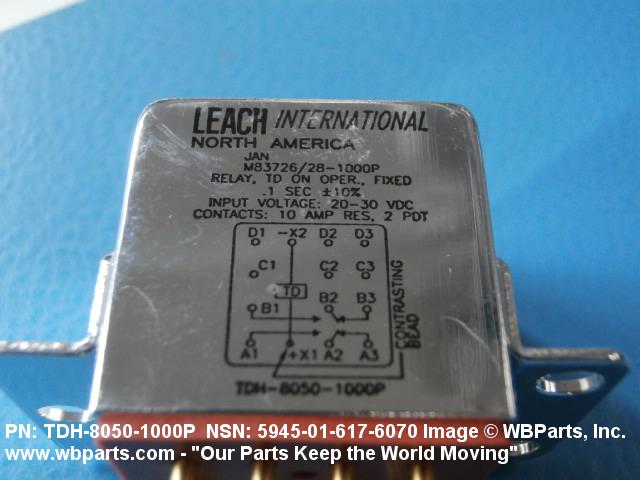 LEACH INTERNATIONAL
NORTH AMERICA
JAN
M83726/28-1000P
RELAY, TD ON OPER., FIXED
.1 SEC ±10%
INPUT VOLTAGE: 20-30 VDC
CONTACTS: 10 AMP RES, 2 PDT
D1 -X2 D2 D3
C1 C2 C3
TD
B1 B2 B3
A1 +X1 A2 A3
CONTRASTING
BEAD
TDH-8050-1000P
PN: TDH-8050-1000P NSN: 5945-01-617-6070 Image © WBParts, Inc.
www.wbparts.com - "Our Parts Keep the World Moving"